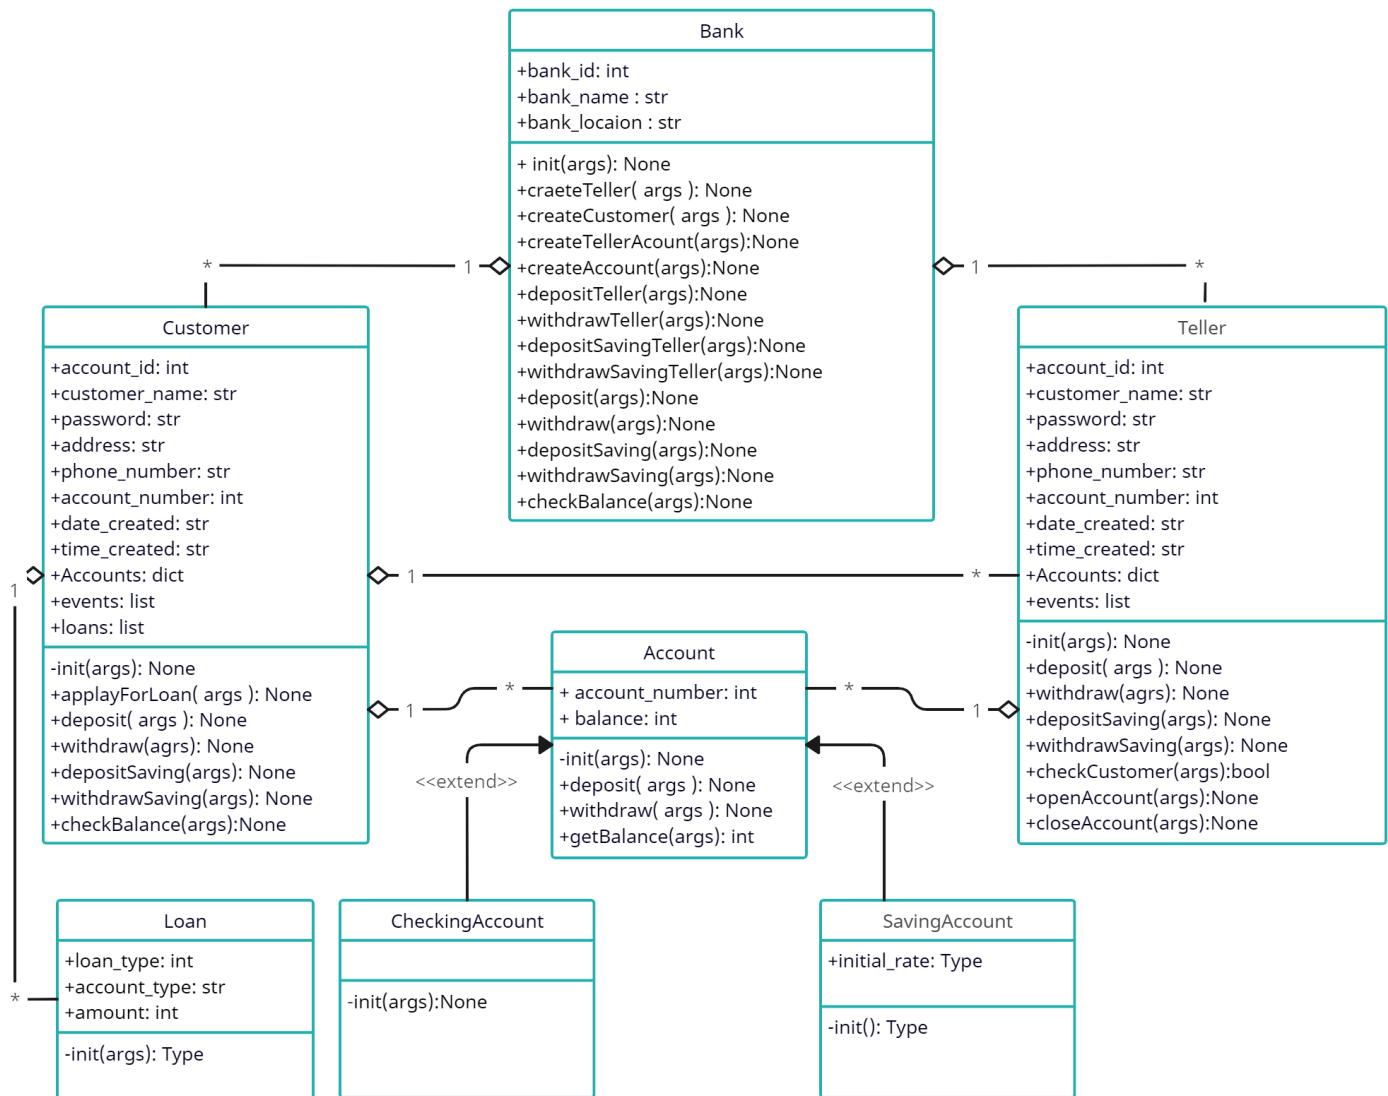 Bank
+bank_id: int
+bank_name : str
+bank_locaion : str
+ init(args): None
+craeteTeller( args ): None
+createCustomer( args ): None
+createTellerAcount(args):None
+createAccount(args):None
+depositTeller(args):None
+withdrawTeller(args):None
+depositSavingTeller(args):None
+withdrawSavingTeller(args):None
+deposit(args):None
+withdraw(args):None
+depositSaving(args):None
+withdrawSaving(args):None
+checkBalance(args):None
*
1
1
*
Customer
+account_id: int
+customer_name: str
+password: str
+address: str
+phone_number: str
+account_number: int
+date_created: str
+time_created: str
+Accounts: dict
+events: list
+loans: list
-init(args): None
+applayForLoan( args ): None
+deposit( args ): None
+withdraw(agrs): None
+depositSaving(args): None
+withdrawSaving(args): None
+checkBalance(args):None
Teller
+account_id: int
+customer_name: str
+password: str
+address: str
+phone_number: str
+account_number: int
+date_created: str
+time_created: str
+Accounts: dict
+events: list
-init(args): None
+deposit( args ): None
+withdraw(agrs): None
+depositSaving(args): None
+withdrawSaving(args): None
+checkCustomer(args):bool
+openAccount(args):None
+closeAccount(args):None
1
*
1
*
*
1
Account
+ account_number: int
+ balance: int
-init(args): None
+deposit( args ): None
+withdraw( args ): None
+getBalance(args): int
<<extend>>
<<extend>>
1
*
Loan
+loan_type: int
+account_type: str
+amount: int
-init(args): Type
CheckingAccount
-init(args):None
SavingAccount
+initial_rate: Type
-init(): Type